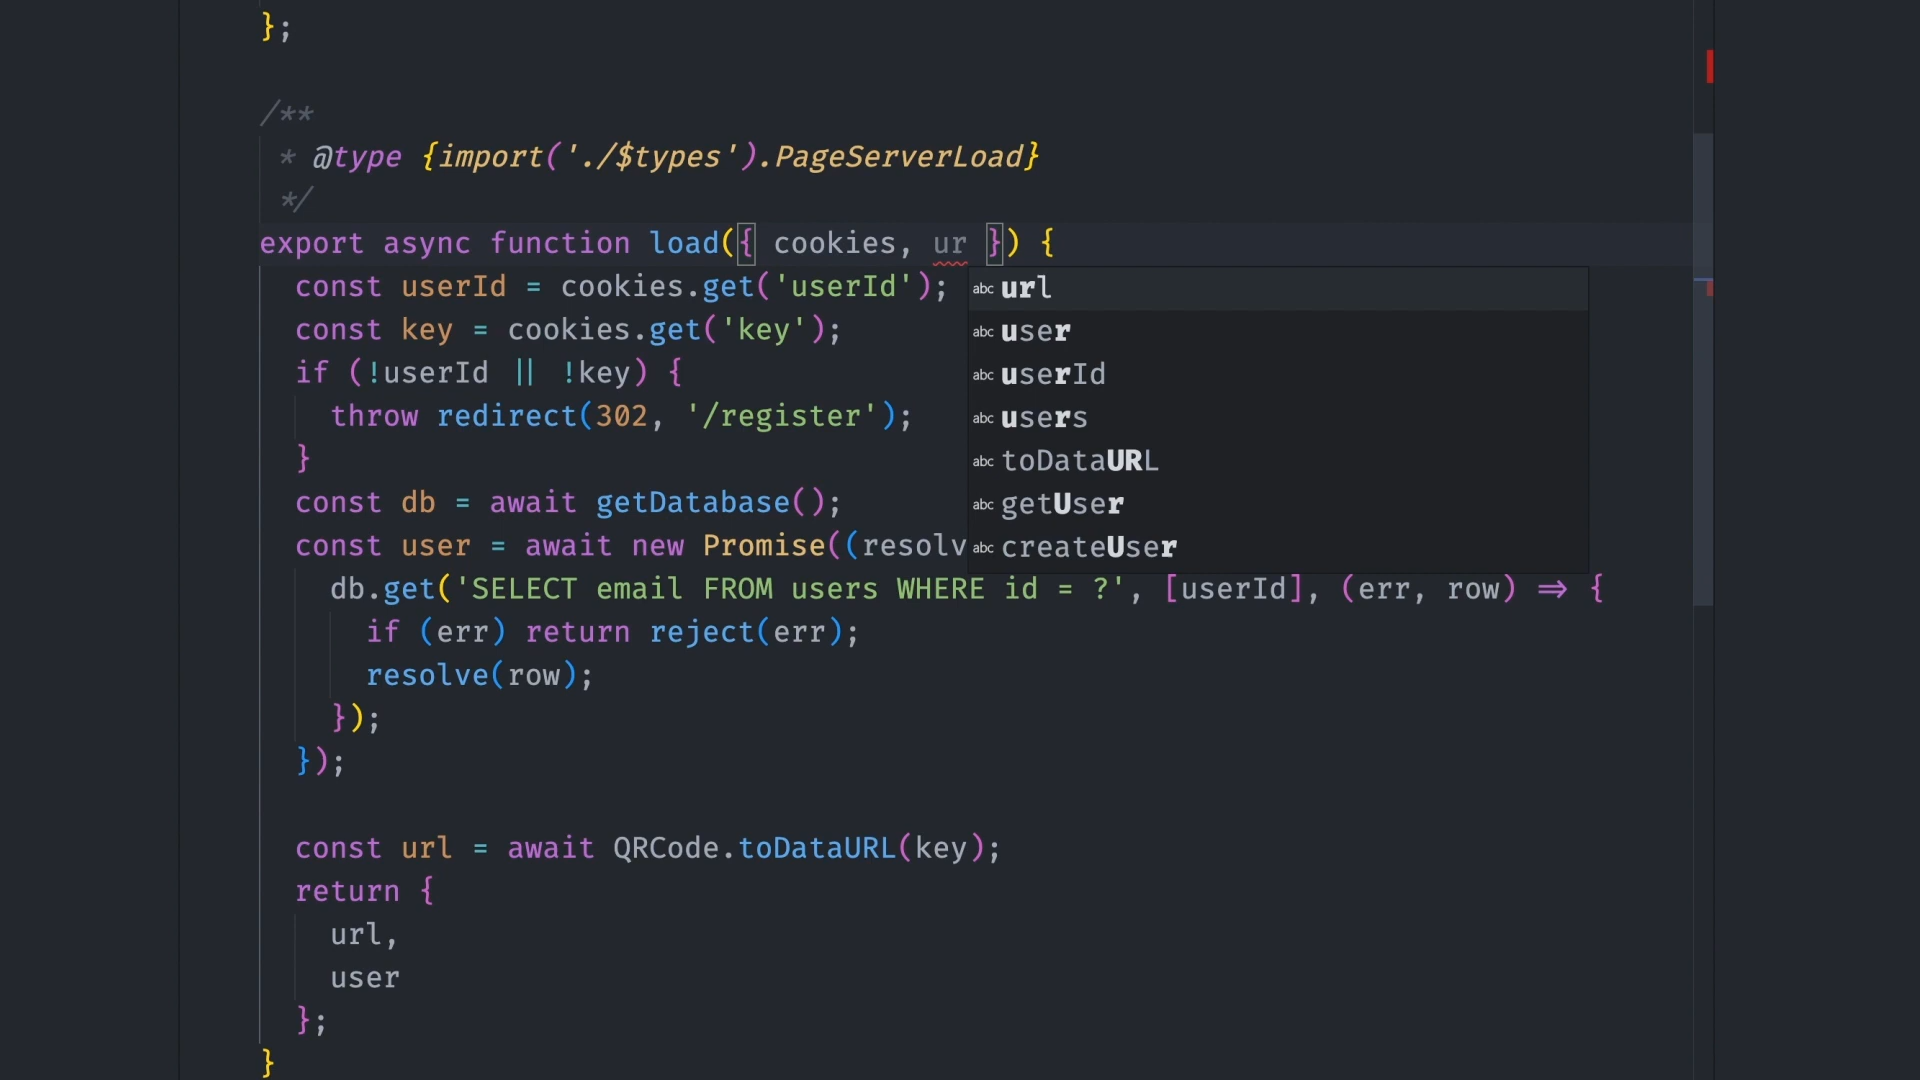 };
/**
* @type {import('./$types').PageServerLoad}
*/
export async function load({ cookies, ur }) {
const userId = cookies.get('userId');
const key = cookies.get('key');
if (!userId || !key) {
throw redirect(302, '/register');
}
const db = await getDatabase();
const user = await new Promise((resolv
db.get('SELECT email FROM users WHERE id = ?', [userId], (err, row) => {
if (err) return reject(err);
resolve(row);
});
});
const url = await QRCode.toDataURL(key);
return {
url,
user
};
}
abc url
abc user
abc userId
abc users
abc toDataURL
abc getUser
abc createUser